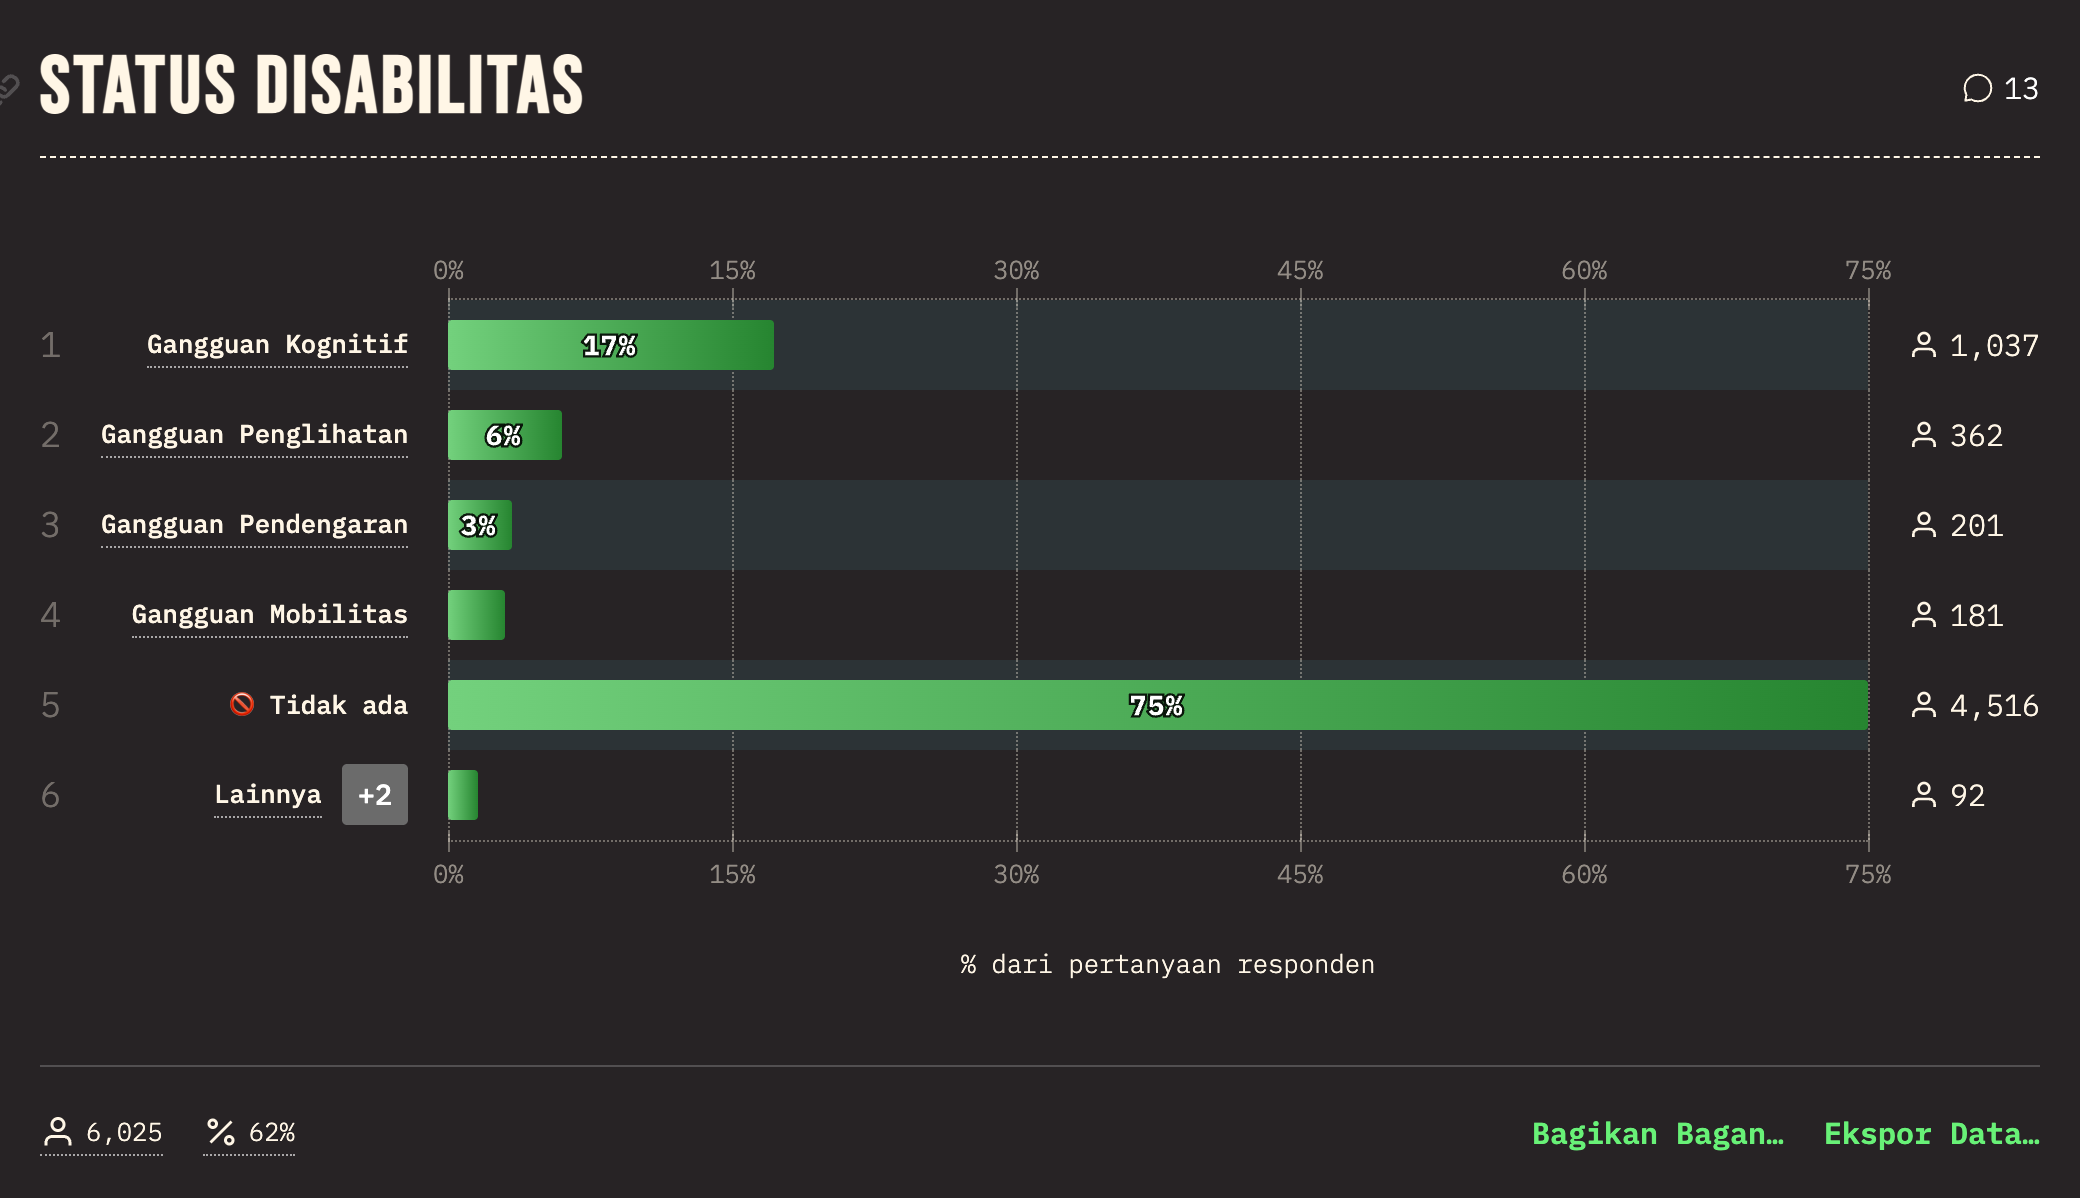 STATUS DISABILITAS
13
0% 15% 30% 45% 60% 75%
1 Gangguan Kognitif 17% 1,037
2 Gangguan Penglihatan 6% 362
3 Gangguan Pendengaran 3% 201
4 Gangguan Mobilitas 181
5 Tidak ada 75% 4,516
6 Lainnya +2 92
0% 15% 30% 45% 60% 75%
% dari pertanyaan responden
6,025 % 62% Bagikan Bagan… Ekspor Data…